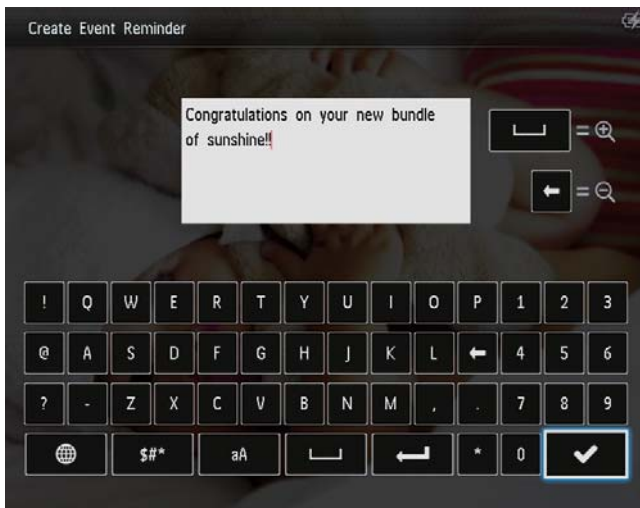 Create Event Reminder
Congratulations on your new bundle
of sunshine!!
=
=
! Q W E R T Y U I O P 1 2 3
@ A S D F G H J K L 4 5 6
? - Z X C V B N M , . 7 8 9
$#* aA * 0